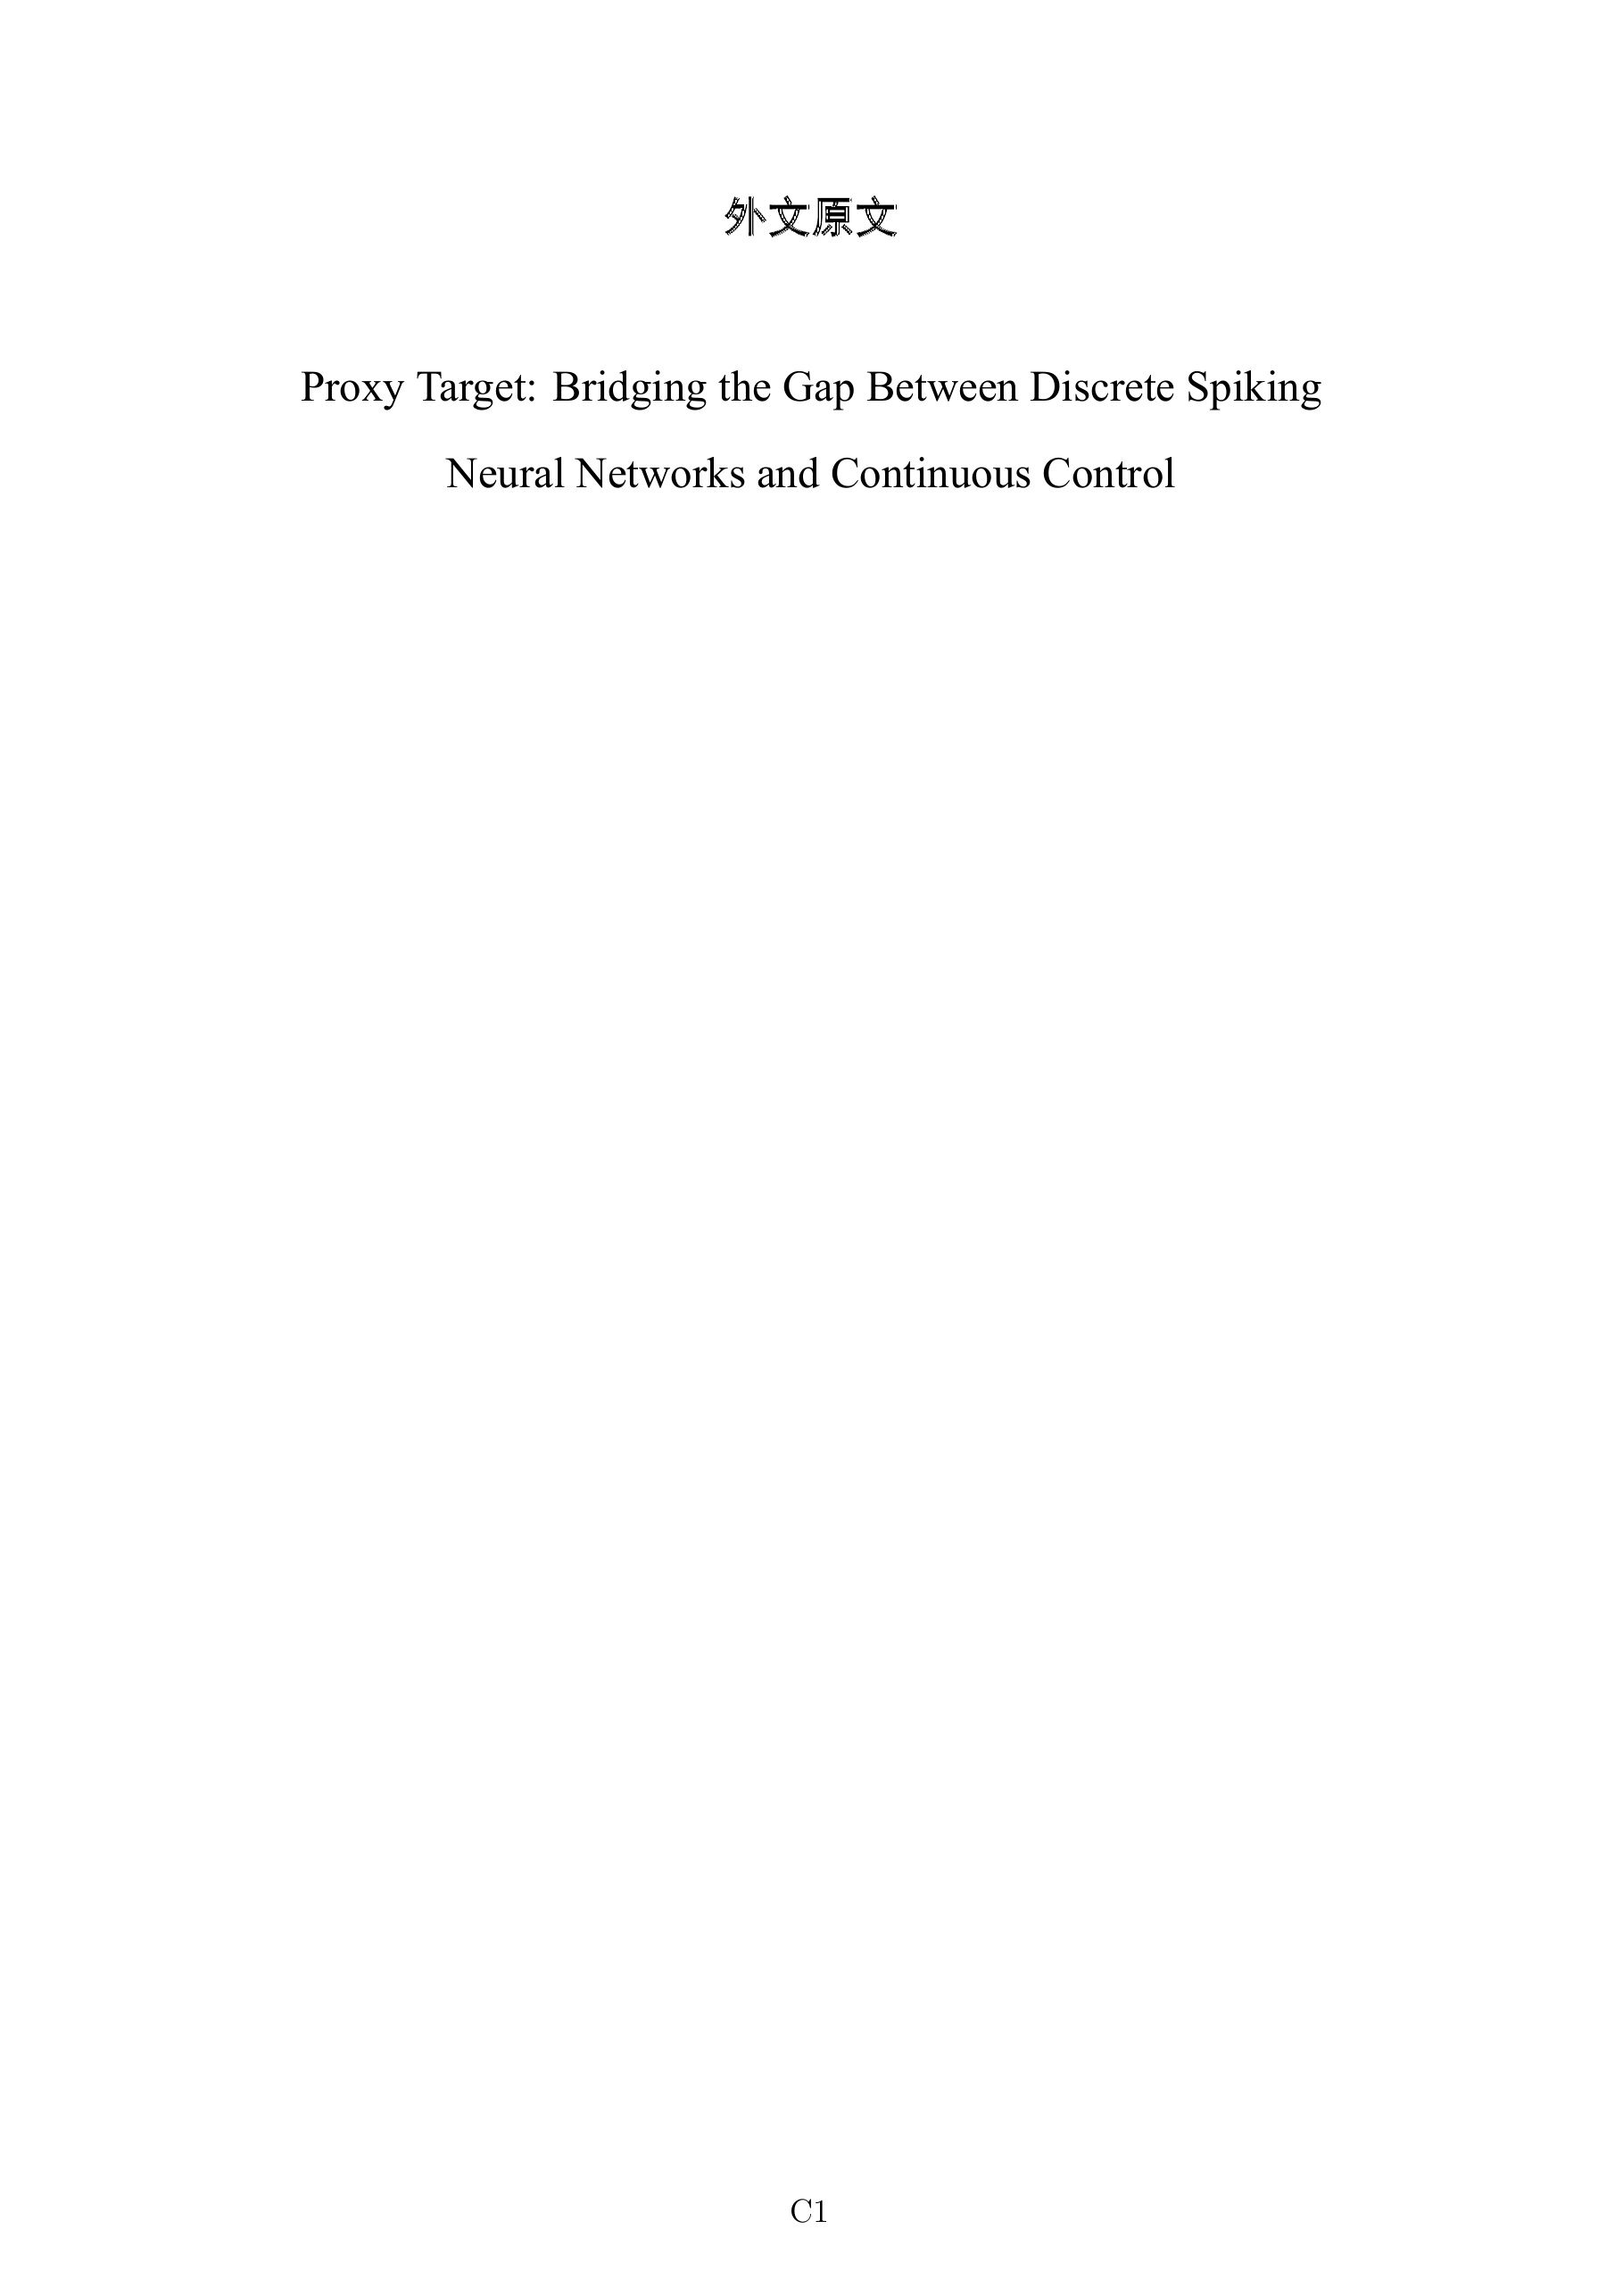 外文原文
Proxy Target: Bridging the Gap Between Discrete Spiking
Neural Networks and Continuous Control
C1